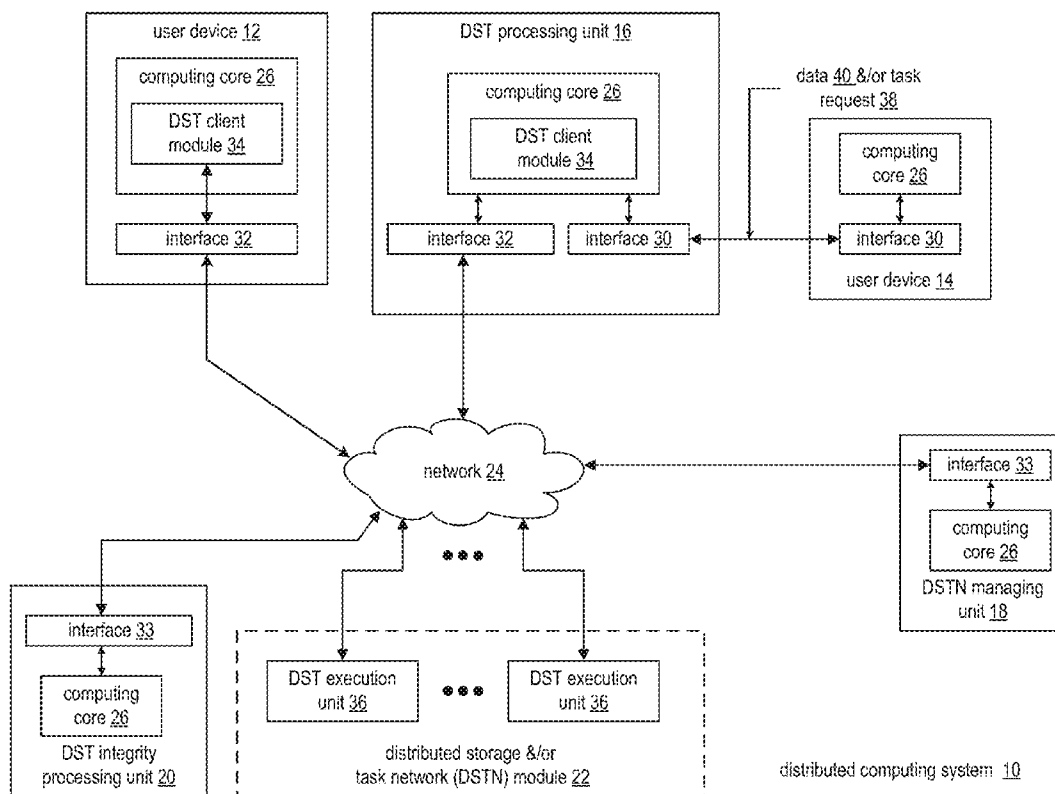 user device 12
computing core 26
DST client
module 34
interface 32
DST processing unit 16
computing core 26
DST client
module 34
interface 32
interface 30
data 40 &/or task
request 38
computing
core 26
interface 30
user device 14
network 24
interface 33
computing
core 26
DSTN managing
unit 18
interface 33
computing
core 26
DST integrity
processing unit 20
DST execution
unit 36
DST execution
unit 36
distributed storage &/or
task network (DSTN) module 22
distributed computing system 10